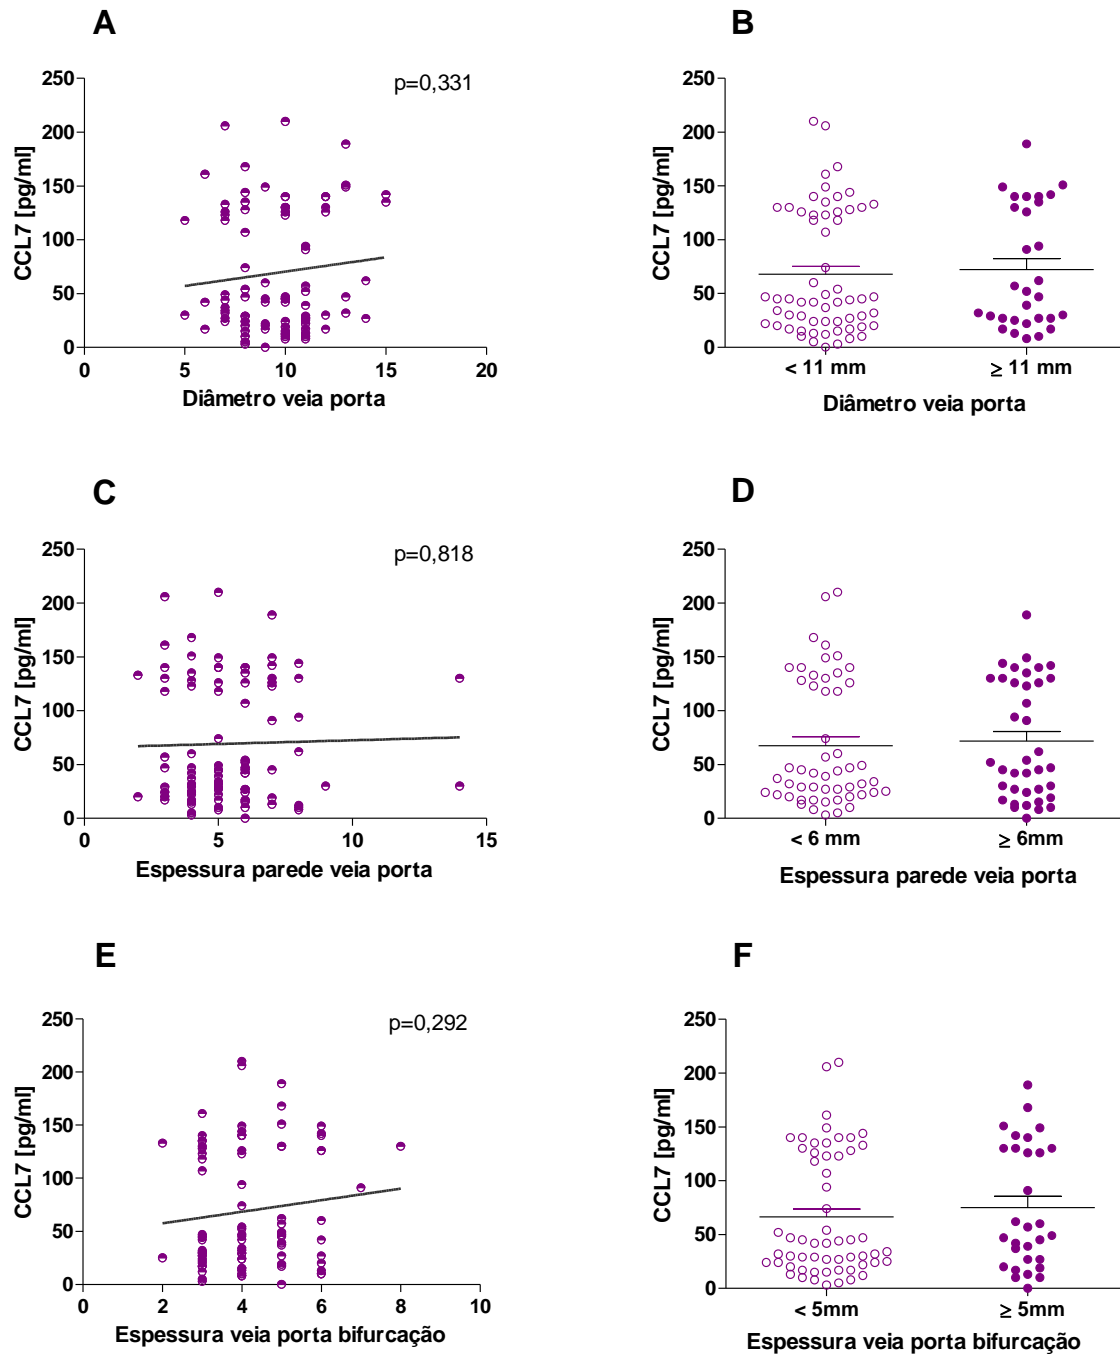 A
p=0,331
CCL7 [pg/ml]
250
200
150
100
50
0
0 5 10 15 20
Diâmetro veia porta
B
CCL7 [pg/ml]
250
200
150
100
50
0
< 11 mm ≥ 11 mm
Diâmetro veia porta
C
p=0,818
CCL7 [pg/ml]
250
200
150
100
50
0
0 5 10 15
Espessura parede veia porta
D
CCL7 [pg/ml]
250
200
150
100
50
0
< 6 mm ≥ 6mm
Espessura parede veia porta
E
p=0,292
CCL7 [pg/ml]
250
200
150
100
50
0
0 2 4 6 8 10
Espessura veia porta bifurcação
F
CCL7 [pg/ml]
250
200
150
100
50
0
< 5mm ≥ 5mm
Espessura veia porta bifurcação